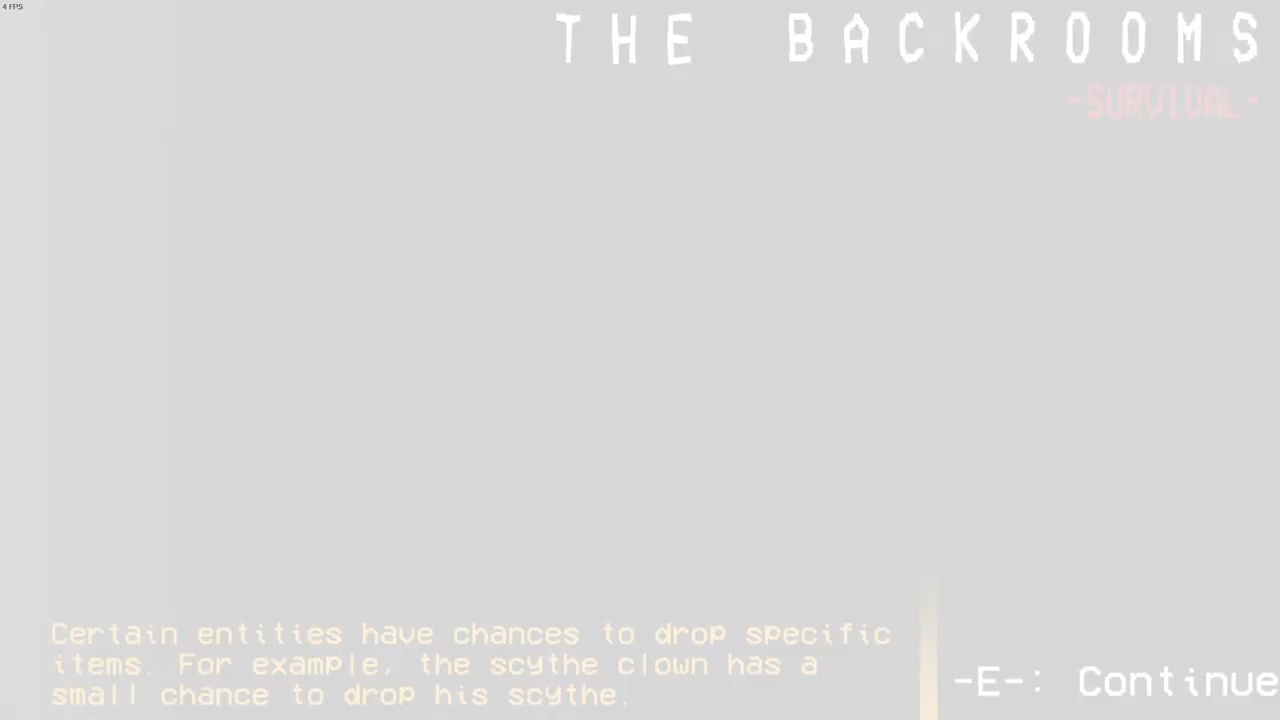 4 FPS
THE BACKROOMS
-SURVIVAL-
Certain entities have chances to drop specific
items. For example, the scythe clown has a
small chance to drop his scythe.
-E-: Continue